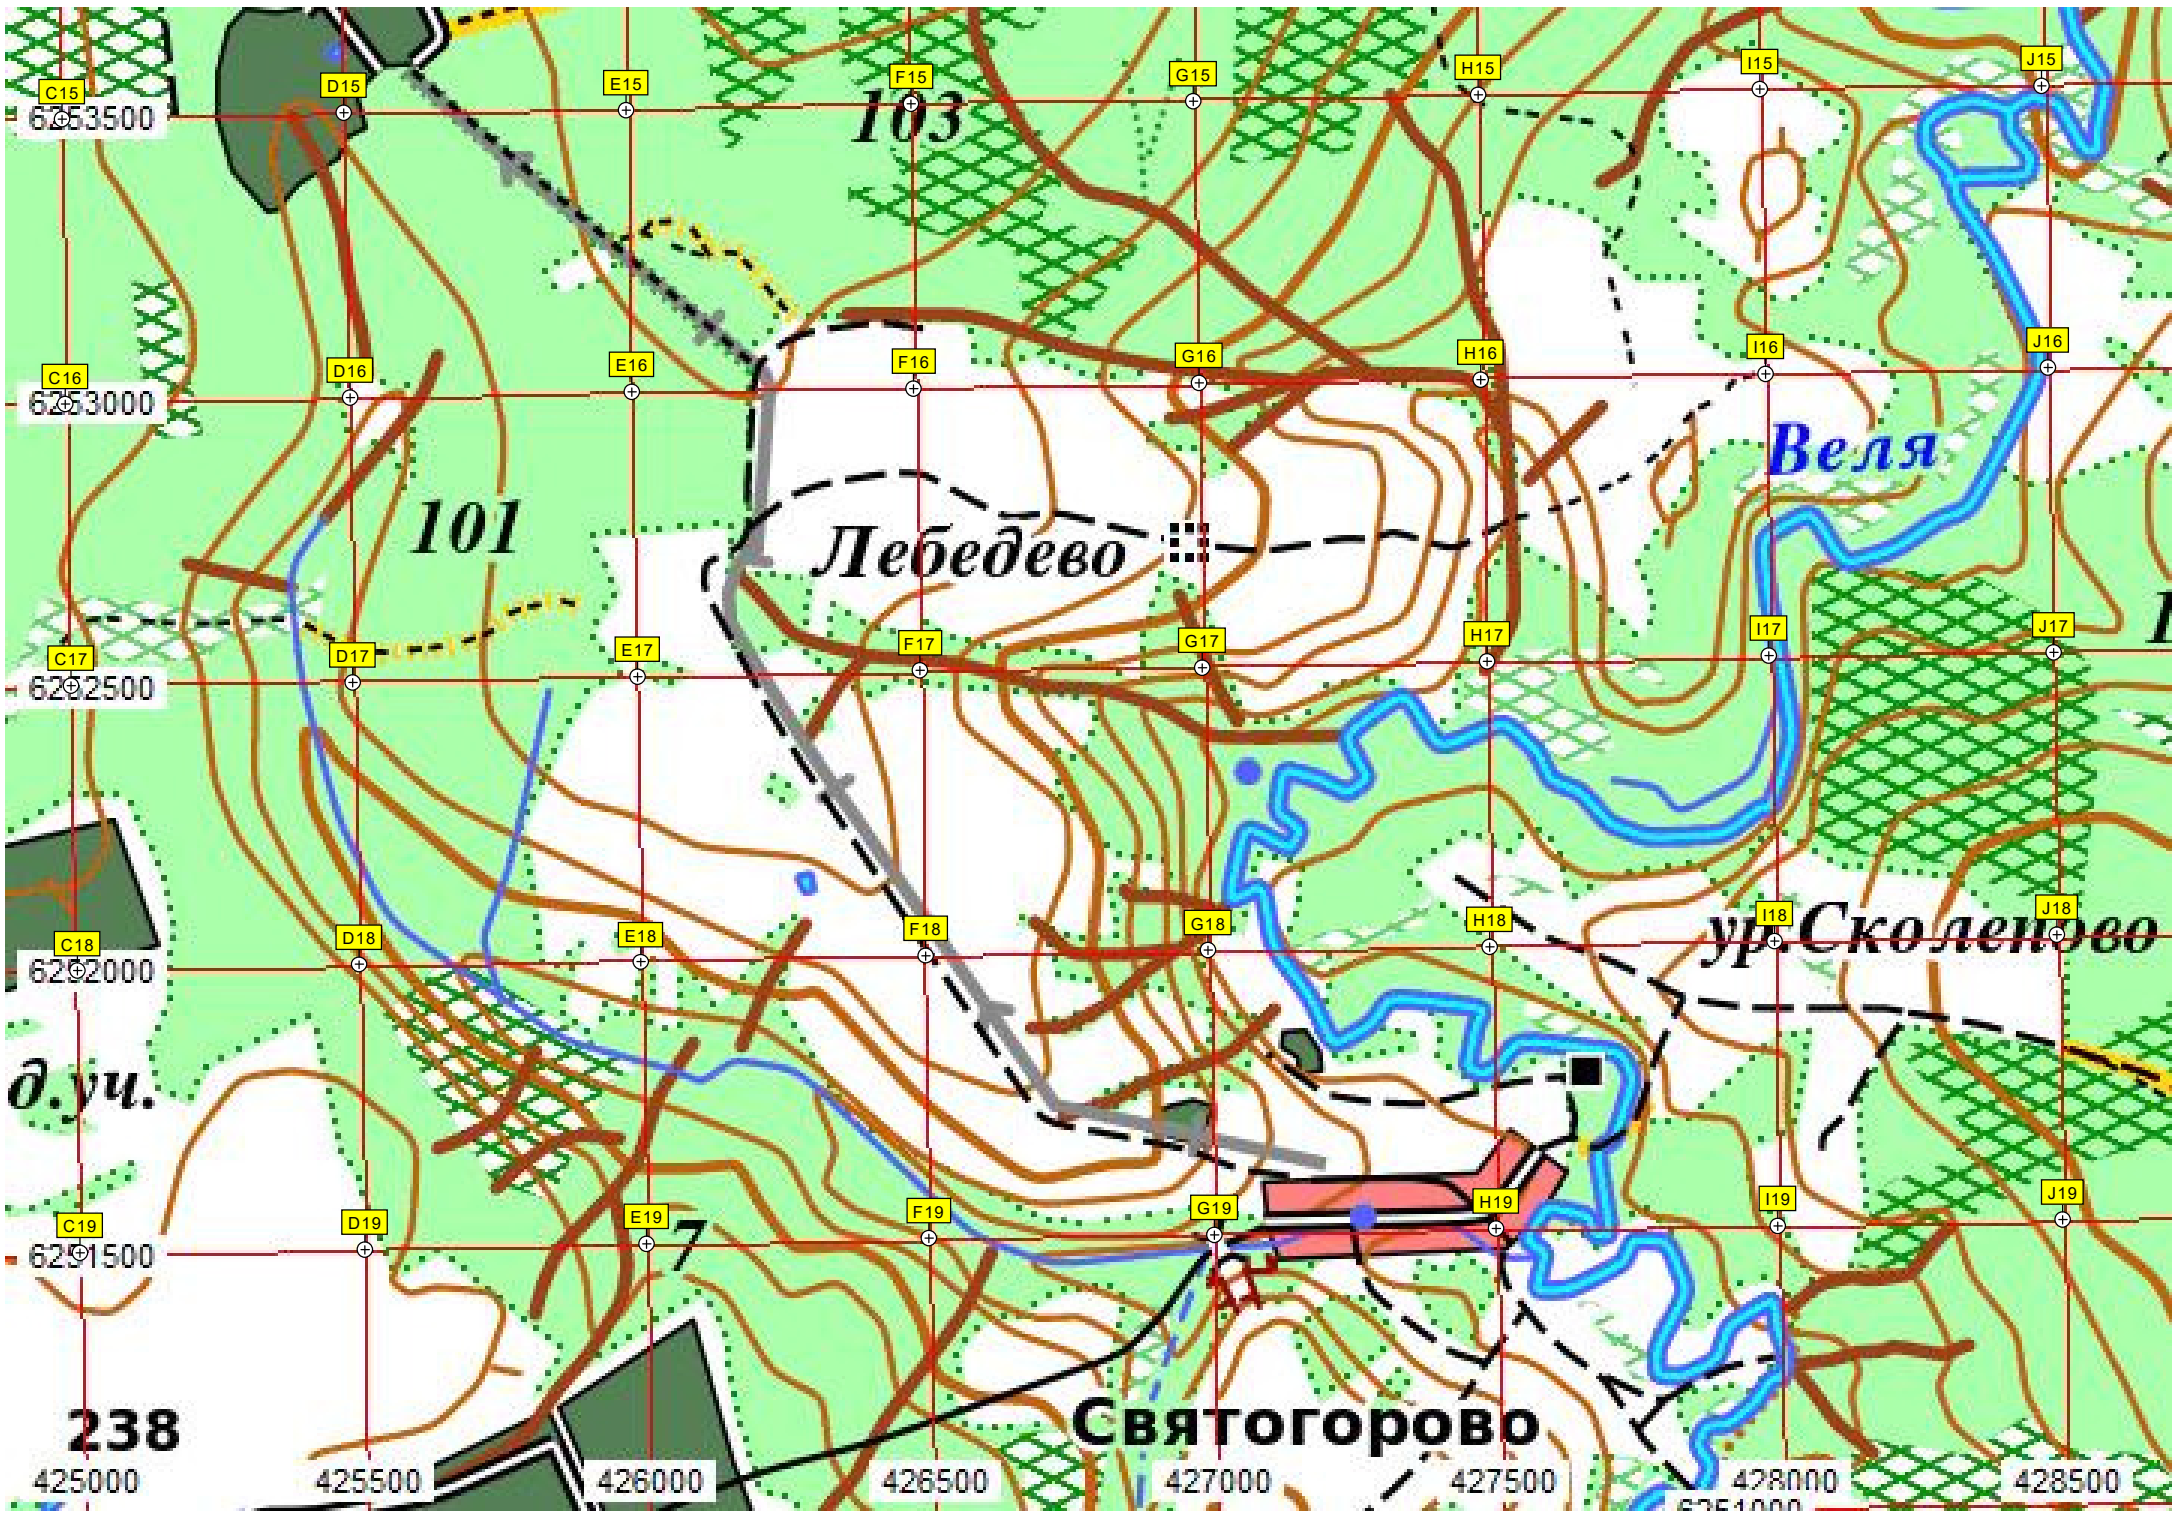 C15 D15 E15 F15 G15 H15 I15 J15
6253500
103
C16 D16 E16 F16 G16 H16 I16 J16
6253000
Веля
101
Лебедево
C17 D17 E17 F17 G17 H17 I17 J17
6252500
C18 D18 E18 F18 G18 H18 I18 J18
ур.Сколепово
6252000
д.уч.
C19 D19 E19 F19 G19 H19 I19 J19
7
6251500
238
Святогорово
425000 425500 426000 426500 427000 427500 428000 428500
6251000